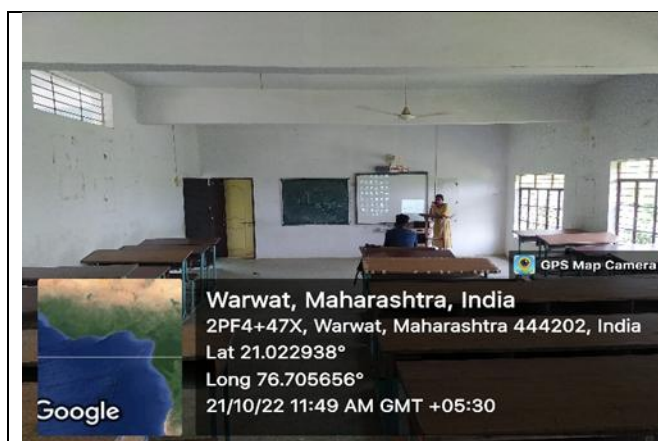 GPS Map Camera
Warwat, Maharashtra, India
2PF4+47X, Warwat, Maharashtra 444202, India
Lat 21.022938°
Long 76.705656°
21/10/22 11:49 AM GMT +05:30
Google